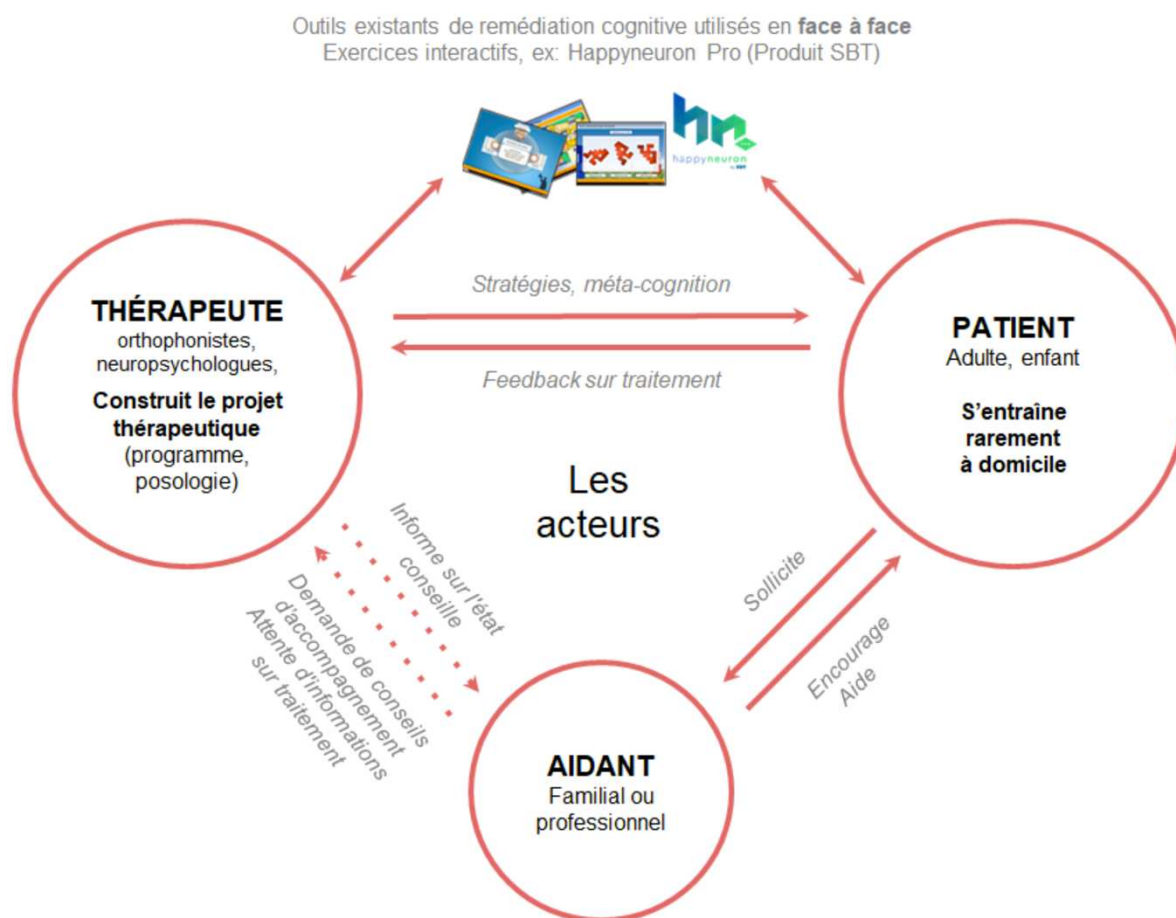 Outils existants de remédiation cognitive utilisés en face à face
Exercices interactifs, ex: Happyneuron Pro (Produit SBT)
hn
happyneuron
by SBT
THÉRAPEUTE
orthophonistes,
neuropsychologues,
Construit le projet
thérapeutique
(programme,
posologie)
Stratégies, méta-cognition
Feedback sur traitement
PATIENT
Adulte, enfant
S’entraîne
rarement
à domicile
Les
acteurs
Informe sur l'état
conseille
Demande de conseils
d’accompagnement
Attente d’informations
sur traitement
Sollicite
Encourage
Aide
AIDANT
Familial ou
professionnel